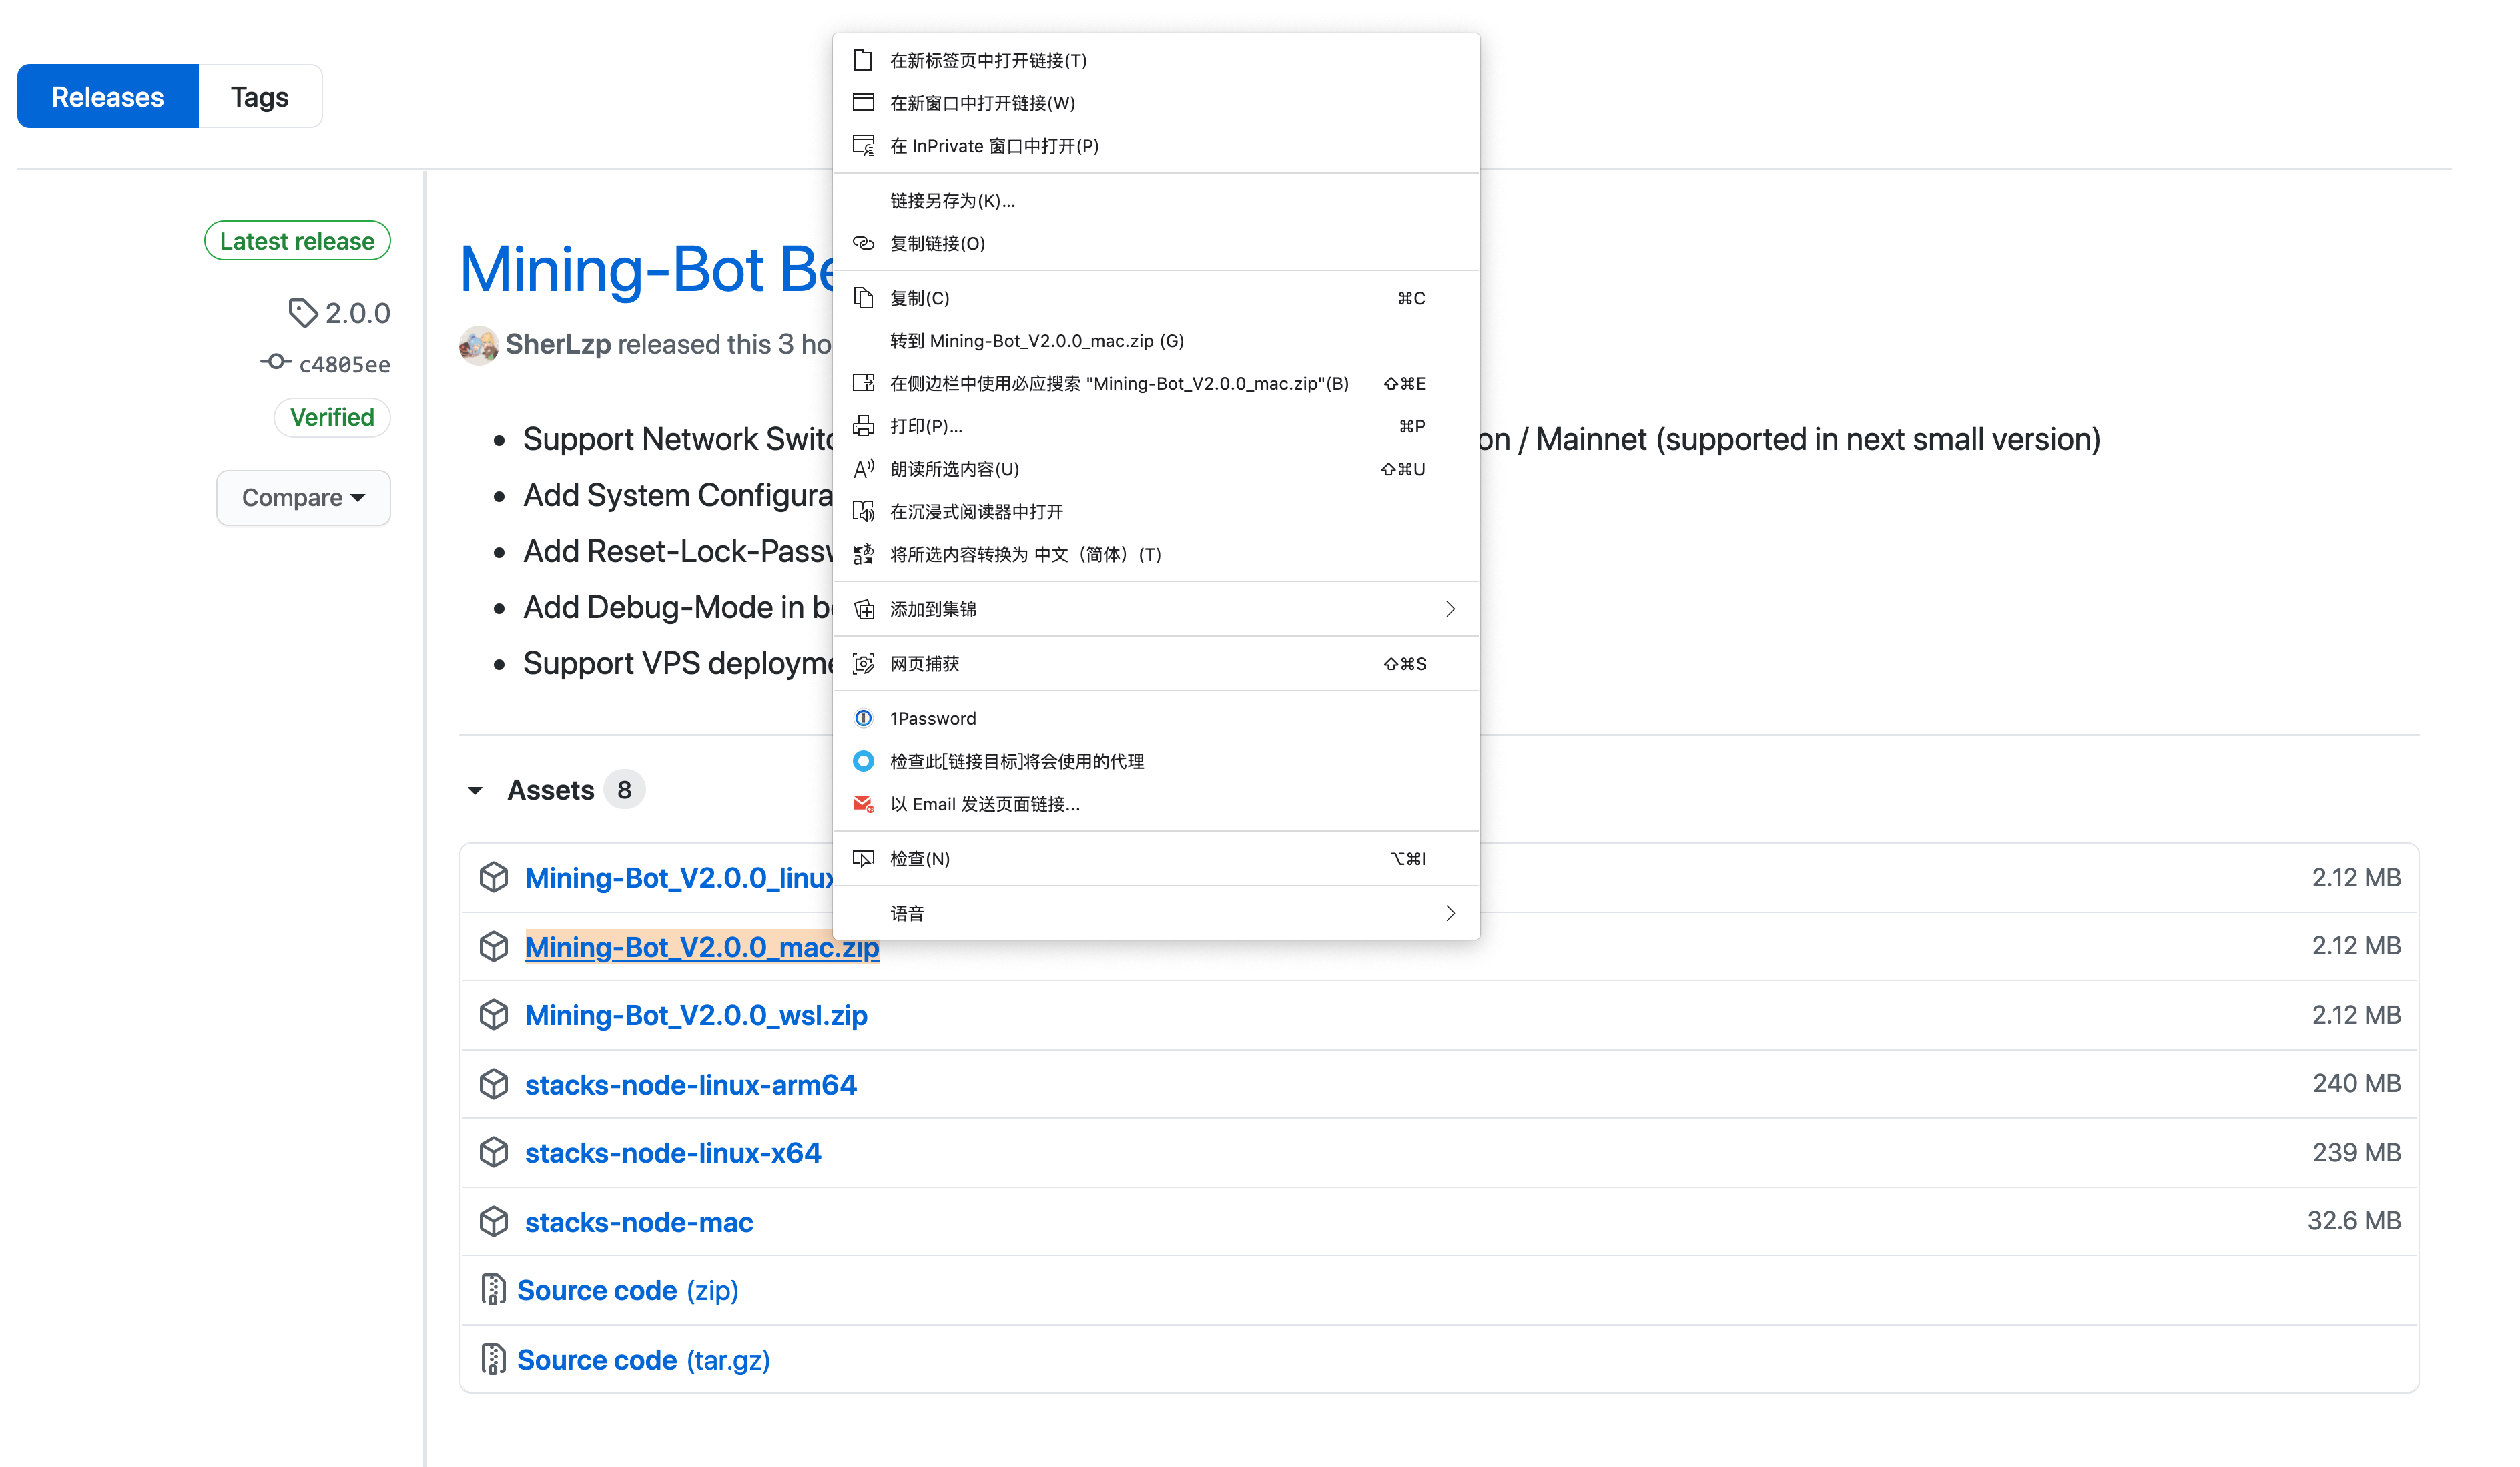 Releases
Tags
Latest release
2.0.0
c4805ee
Verified
Compare
Mining-Bot
SherLzp released this 3
Support Network
on / Mainnet (supported in next small version)
Add System
Add
Add Debug-Mode in
Support VPS
Assets 8
Mining-Bot_V2.0.0_linux
2.12 MB
Mining-Bot_V2.0.0_mac.zip
2.12 MB
Mining-Bot_V2.0.0_wsl.zip
2.12 MB
stacks-node-linux-arm64
240 MB
stacks-node-linux-x64
239 MB
stacks-node-mac
32.6 MB
Source code (zip)
Source code (tar.gz)
在新标签页中打开链接(T)
在新窗口中打开链接(W)
在 InPrivate 窗口中打开(P)
链接另存为(K)...
复制链接(O)
复制(C) ⌘C
转到 Mining-Bot_V2.0.0_mac.zip (G)
在侧边栏中使用必应搜索 "Mining-Bot_V2.0.0_mac.zip"(B) ⇧⌘E
打印(P)... ⌘P
朗读所选内容(U) ⇧⌘U
在沉浸式阅读器中打开
将所选内容转换为 中文（简体）(T)
添加到集锦
网页捕获 ⇧⌘S
1Password
检查此[链接目标]将会使用的代理
以 Email 发送页面链接...
检查(N) ⌥⌘I
语音